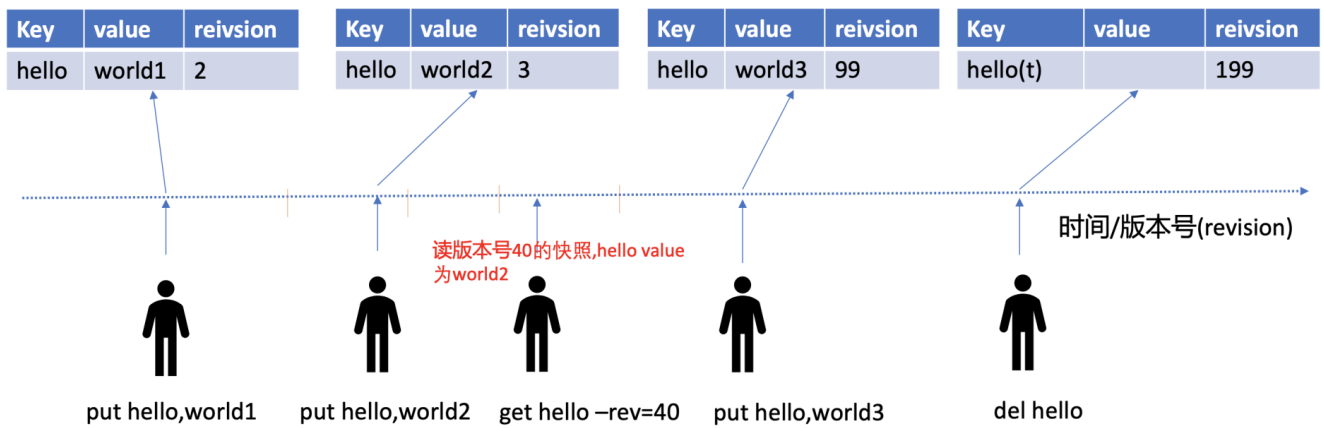 Key value reivsion
hello world1 2
Key value reivsion
hello world2 3
Key value reivsion
hello world3 99
Key value reivsion
hello(t) 199
时间/版本号(revision)
读版本号40的快照,hello value
为world2
put hello,world1
put hello,world2
get hello –rev=40
put hello,world3
del hello